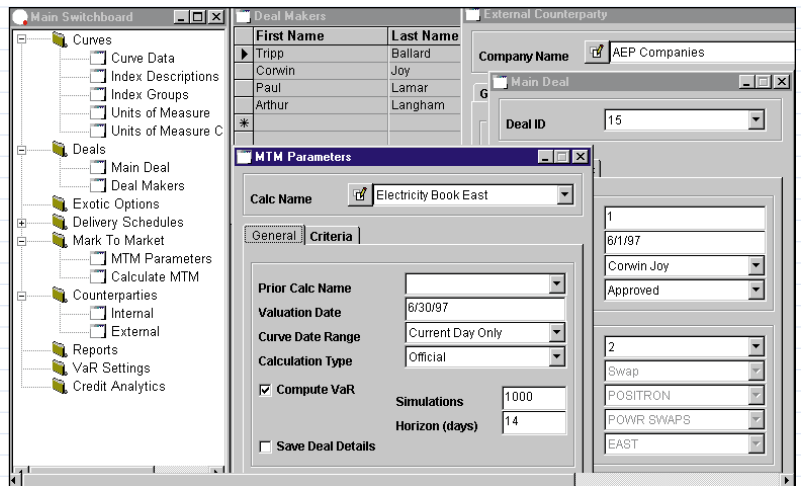 Main Switchboard
Curves
Curve Data
Index Descriptions
Index Groups
Units of Measure
Units of Measure C
Deals
Main Deal
Deal Makers
Exotic Options
Delivery Schedules
Mark To Market
MTM Parameters
Calculate MTM
Counterparties
Internal
External
Reports
VaR Settings
Credit Analytics
Deal Makers
First Name Last Name
Tripp Ballard
Corwin Joy
Paul Lamar
Arthur Langham
External Counterparty
Company Name AEP Companies
G
Main Deal
Deal ID 15
1
6/1/97
Corwin Joy
Approved
2
Swap
POSITRON
POWR SWAPS
EAST
MTM Parameters
Calc Name Electricity Book East
General Criteria
Prior Calc Name
Valuation Date 6/30/97
Curve Date Range Current Day Only
Calculation Type Official
Compute VaR
Simulations 1000
Horizon (days) 14
Save Deal Details